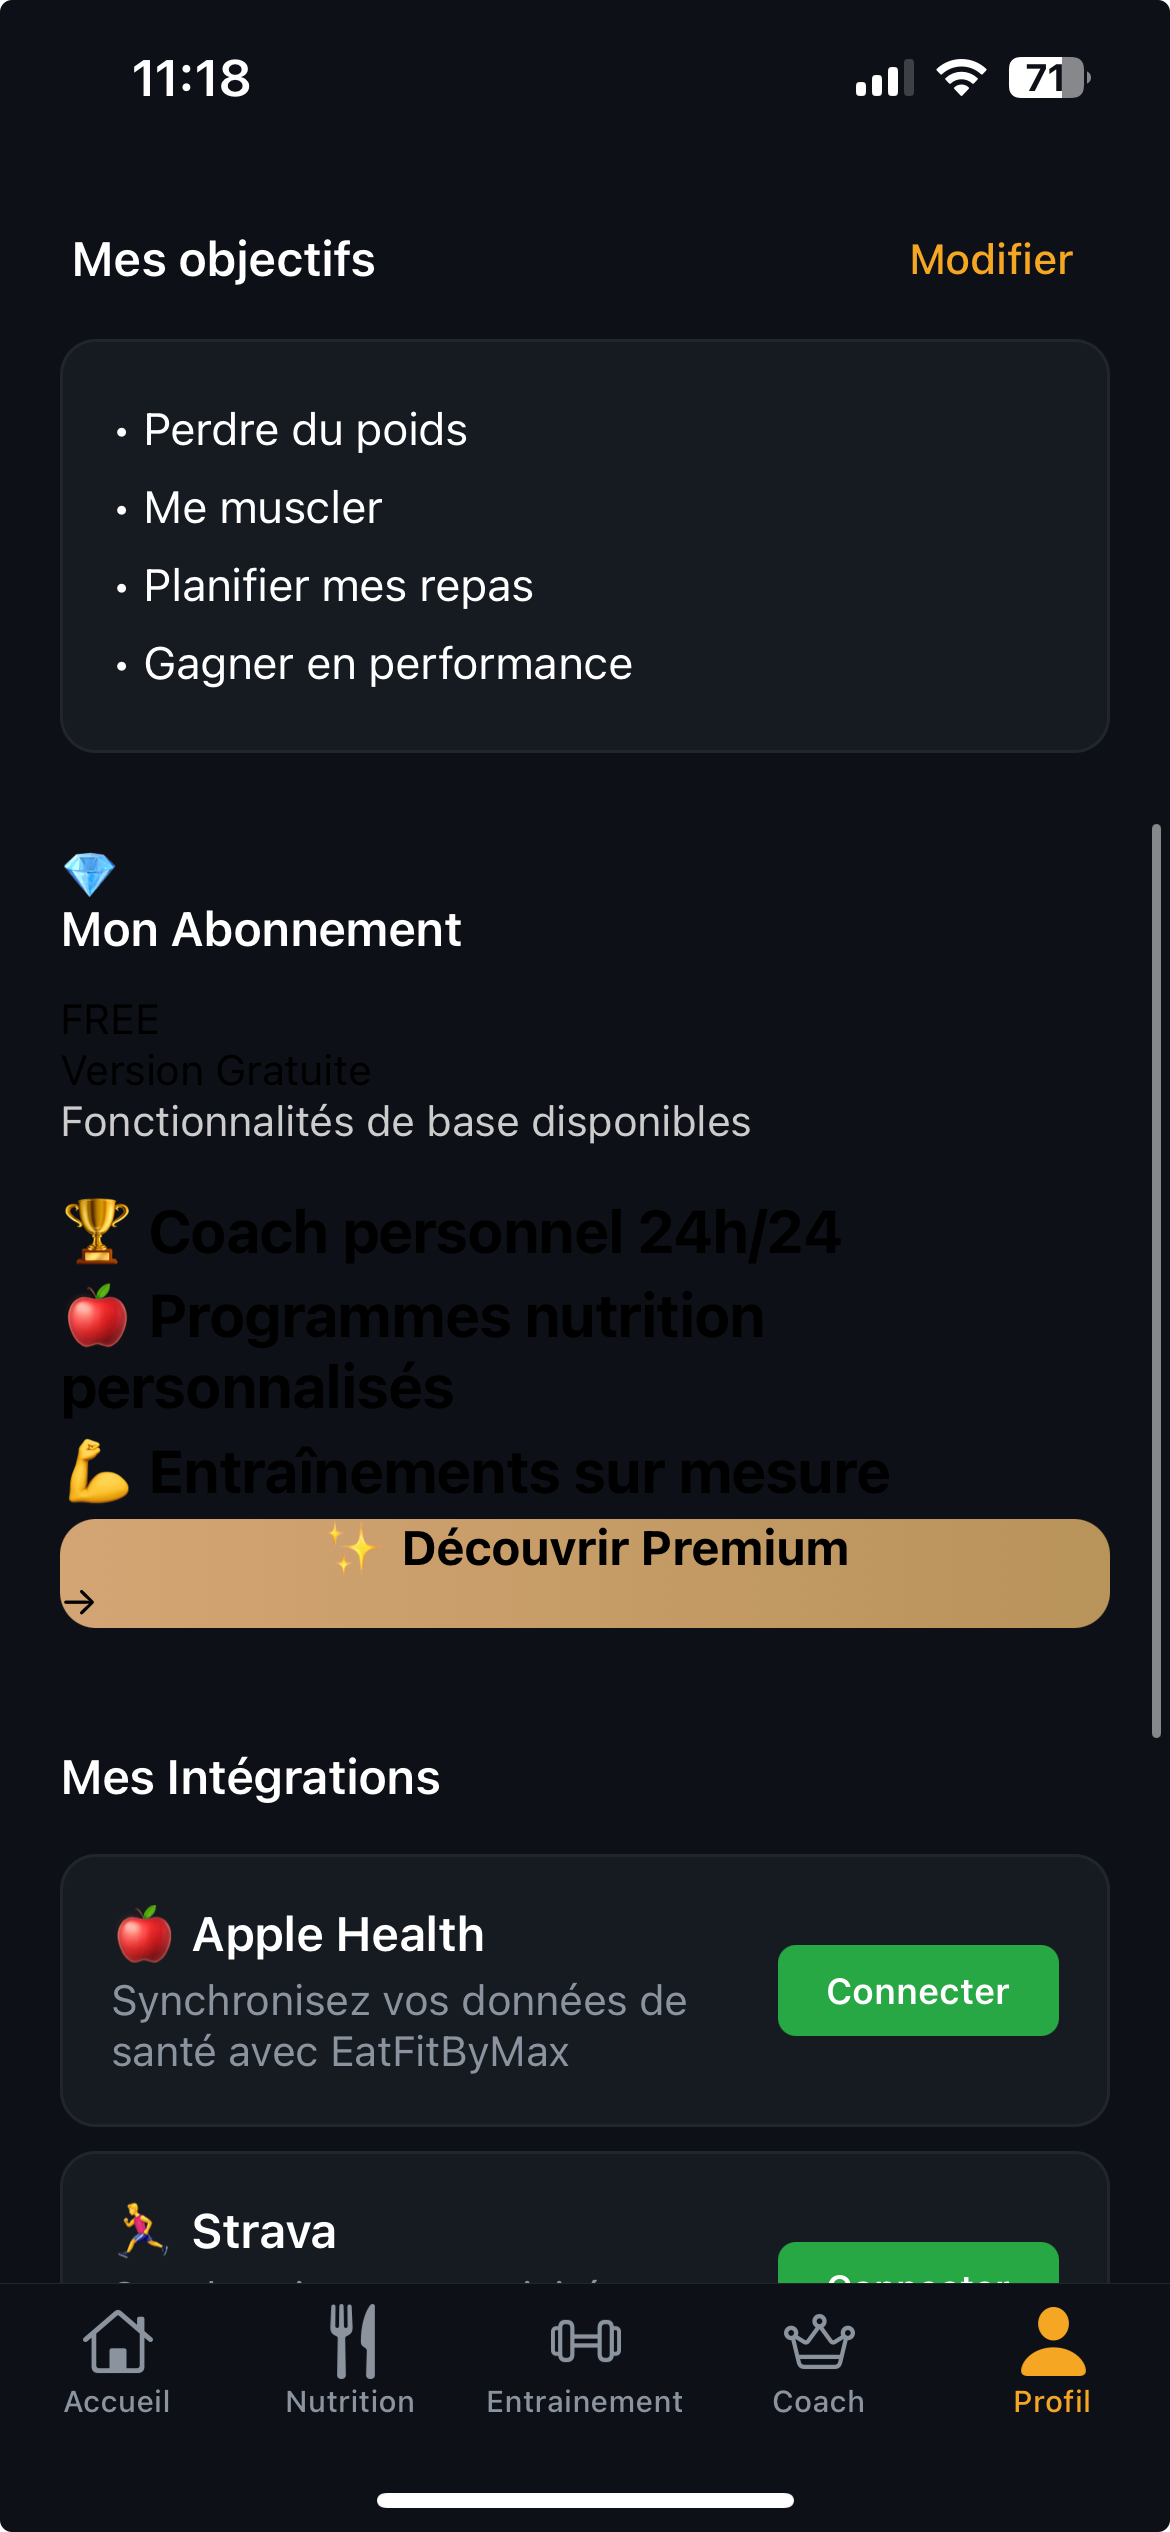 11:18
71
Mes objectifs
Modifier
• Perdre du poids
• Me muscler
• Planifier mes repas
• Gagner en performance
💎
Mon Abonnement
FREE
Version Gratuite
Fonctionnalités de base disponibles
🏆 Coach personnel 24h/24
🍎 Programmes nutrition
personnalisés
💪 Entraînements sur mesure
✨ Découvrir Premium
→
Mes Intégrations
🍎 Apple Health
Synchronisez vos données de
santé avec EatFitByMax
Connecter
🏃 Strava
Connecter
Accueil
Nutrition
Entrainement
Coach
Profil